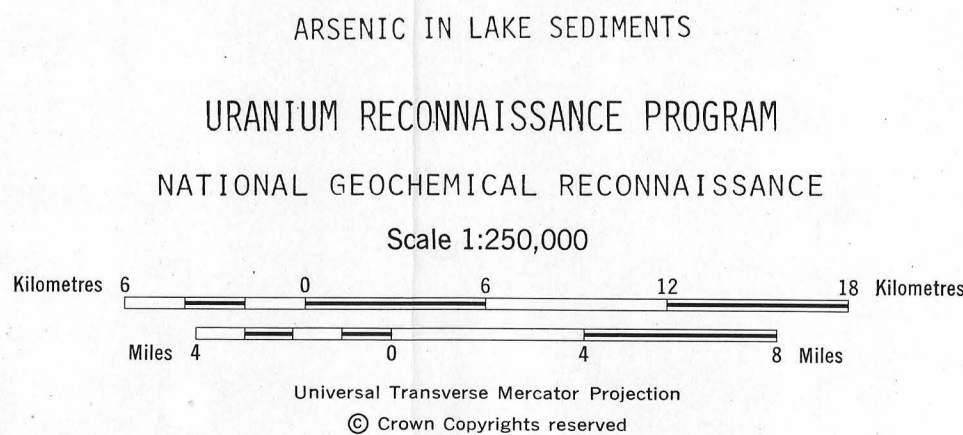 ARSENIC IN LAKE SEDIMENTS
URANIUM RECONNAISSANCE PROGRAM
NATIONAL GEOCHEMICAL RECONNAISSANCE
Scale 1:250,000
Kilometres 6 0 6 12 18 Kilometres
Miles 4 0 4 8 Miles
Universal Transverse Mercator Projection
© Crown Copyrights reserved